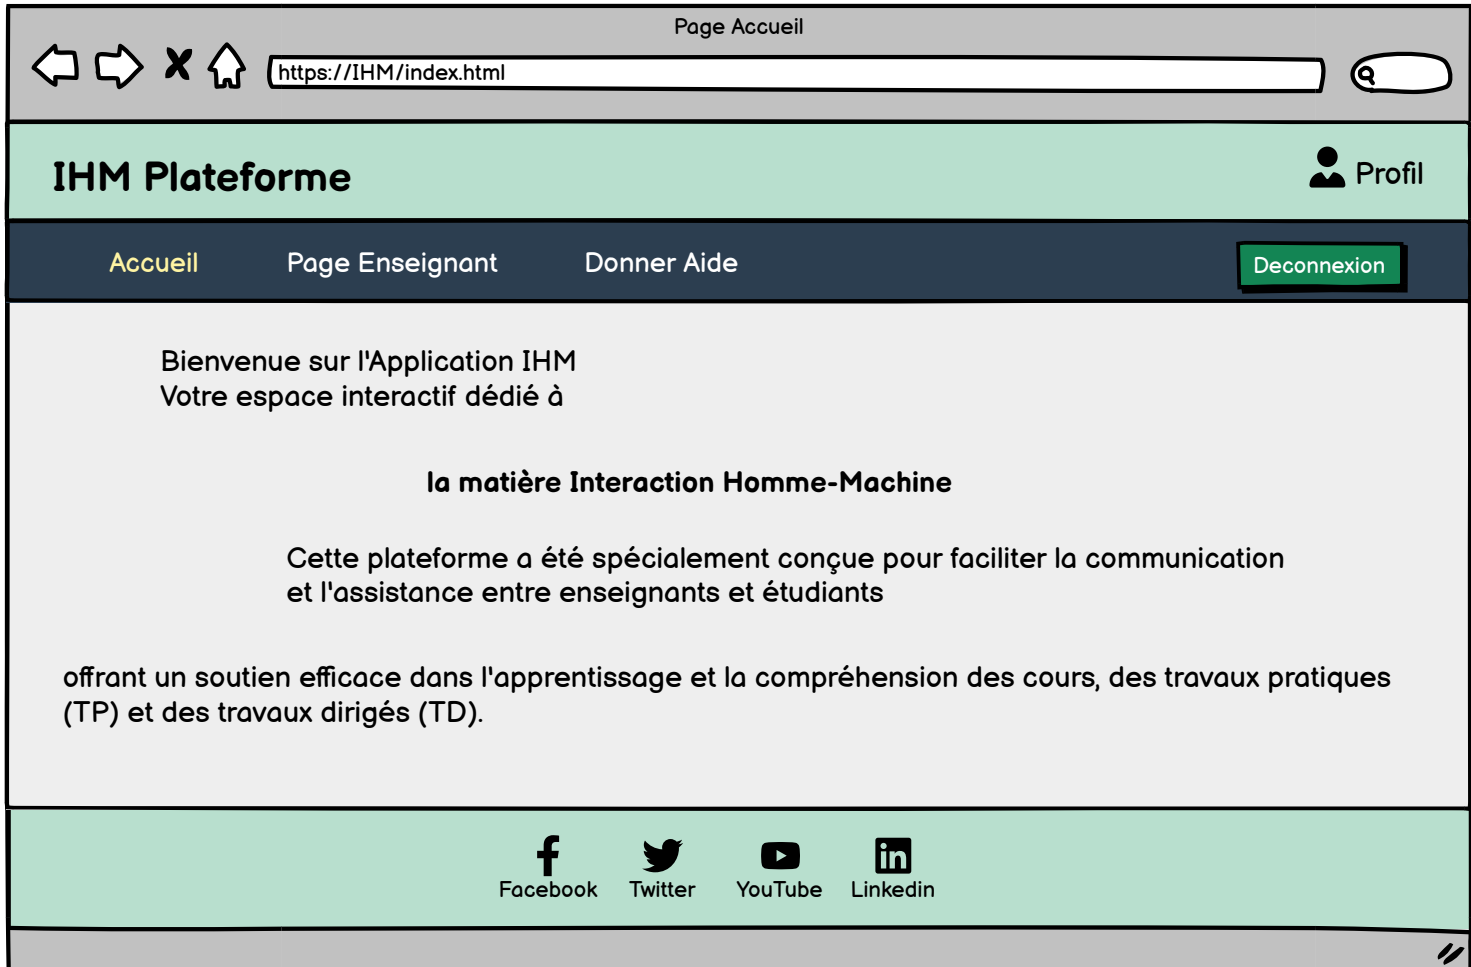 Page Accueil
https://IHM/index.html
IHM Plateforme
Profil
Accueil Page Enseignant Donner Aide Deconnexion
Bienvenue sur l'Application IHM
Votre espace interactif dédié à
la matière Interaction Homme-Machine
Cette plateforme a été spécialement conçue pour faciliter la communication
et l'assistance entre enseignants et étudiants
offrant un soutien efficace dans l'apprentissage et la compréhension des cours, des travaux pratiques
(TP) et des travaux dirigés (TD).
Facebook Twitter YouTube Linkedin